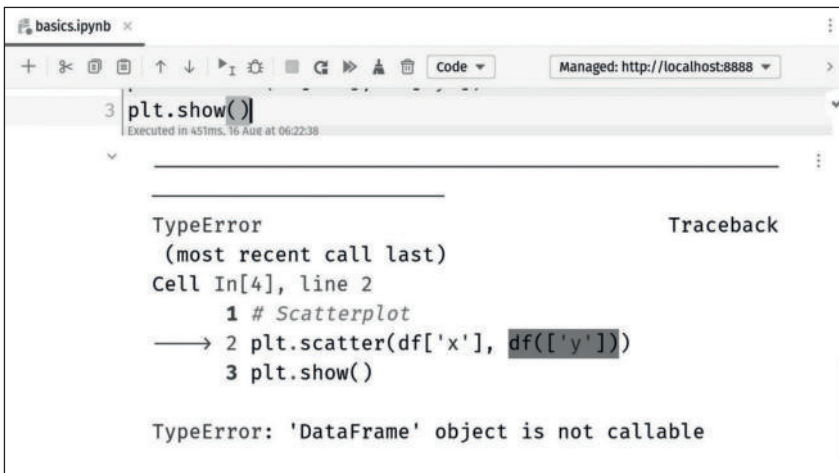 basics.ipynb ×
Code
Managed: http://localhost:8888
3 plt.show()
Executed in 451ms, 16 Aug at 06:22:38
TypeError Traceback
(most recent call last)
Cell In[4], line 2
1 # Scatterplot
⟶ 2 plt.scatter(df['x'], df(['y']))
3 plt.show()
TypeError: 'DataFrame' object is not callable